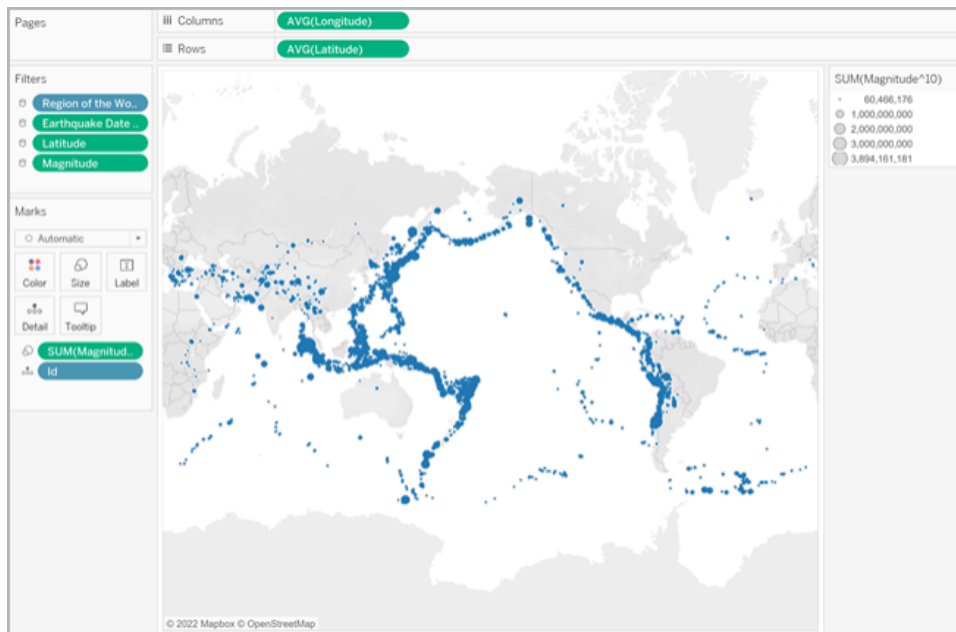 Pages
Columns
AVG(Longitude)
Rows
AVG(Latitude)
Filters
Region of the Wo..
Earthquake Date ..
Latitude
Magnitude
Marks
Automatic
Color
Size
Label
Detail
Tooltip
SUM(Magnitud..
Id
SUM(Magnitude^10)
60,466,176
1,000,000,000
2,000,000,000
3,000,000,000
3,894,161,181
© 2022 Mapbox © OpenStreetMap